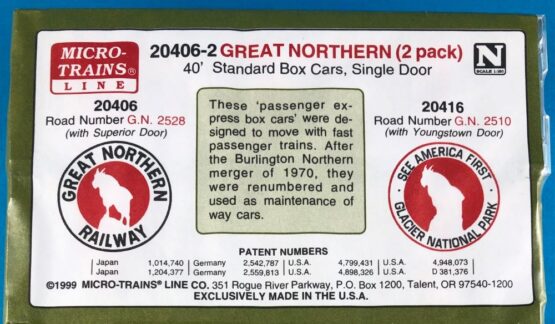 MICRO-
TRAINS®
LINE
20406-2 GREAT NORTHERN (2 pack)
40' Standard Box Cars, Single Door
N
SCALE 1:160
20406
Road Number G.N. 2528
(with Superior Door)
GREAT NORTHERN
RAILWAY
These 'passenger ex-
press box cars' were de-
signed to move with fast
passenger trains. After
the Burlington Northern
merger of 1970, they
were renumbered and
used as maintenance of
way cars.
20416
Road Number G.N. 2510
(with Youngstown Door)
· SEE AMERICA FIRST ·
GLACIER NATIONAL PARK
PATENT NUMBERS
Japan 1,014,740 Germany 2,542,787 U.S.A. 4,799,431 U.S.A. 4,948,073
Japan 1,204,377 Germany 2,559,813 U.S.A. 4,898,326 U.S.A. D 381,376
©1999 MICRO-TRAINS® LINE CO. 351 Rogue River Parkway, P.O. Box 1200, Talent, OR 97540-1200
EXCLUSIVELY MADE IN THE U.S.A.